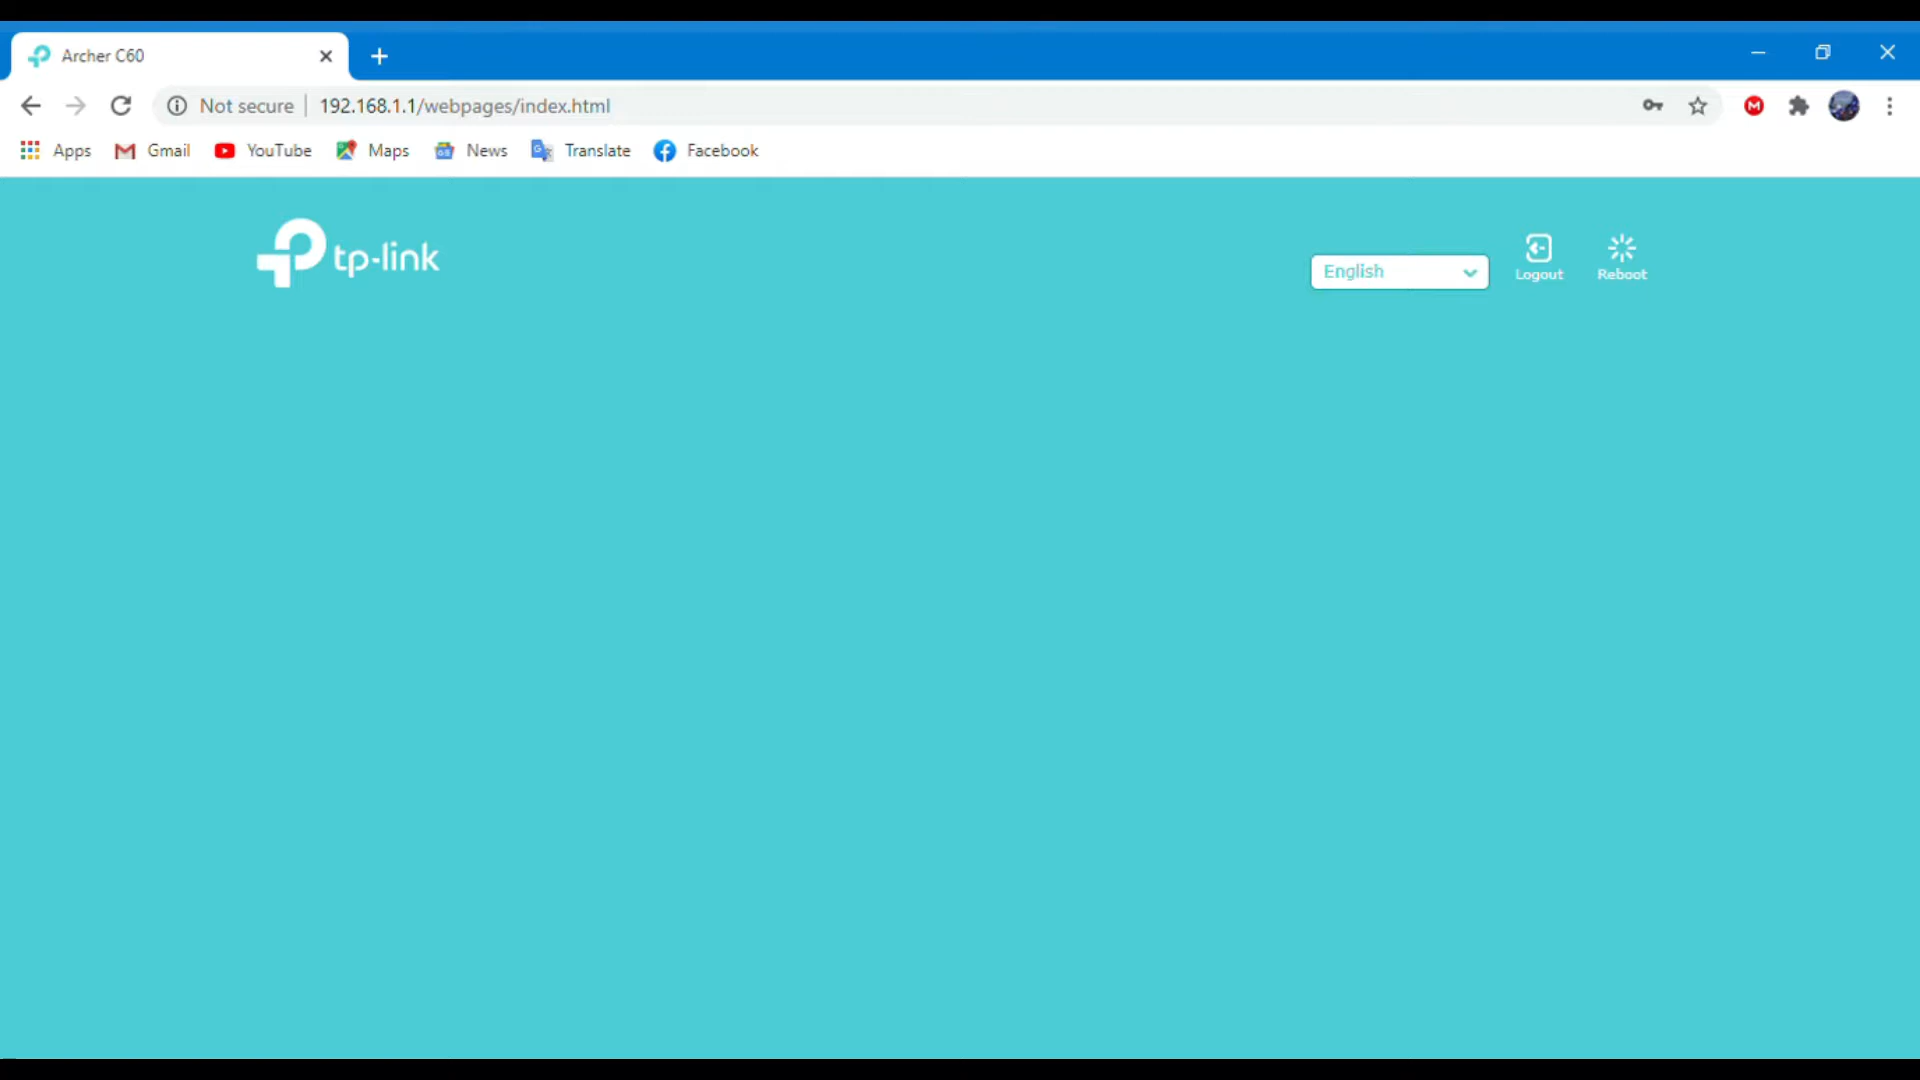 Archer C60
Not secure 192.168.1.1/webpages/index.html
Apps Gmail YouTube Maps News Translate Facebook
tp-link
English
Logout Reboot